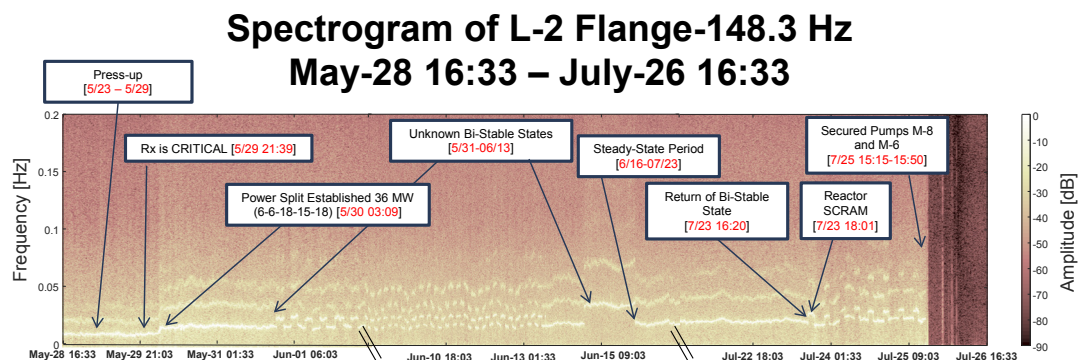 Spectrogram of L-2 Flange-148.3 Hz
May-28 16:33 – July-26 16:33
Press-up
[5/23 – 5/29]
Rx is CRITICAL [5/29 21:39]
Power Split Established 36 MW
(6-6-18-15-18) [5/30 03:09]
Unknown Bi-Stable States
[5/31-06/13]
Steady-State Period
[6/16-07/23]
Return of Bi-Stable
State
[7/23 16:20]
Reactor
SCRAM
[7/23 18:01]
Secured Pumps M-8
and M-6
[7/25 15:15-15:50]
Frequency [Hz]
0.2
0.15
0.1
0.05
0
May-28 16:33 May-29 21:03 May-31 01:33 Jun-01 06:03 Jun-10 18:03 Jun-13 01:33 Jun-15 09:03 Jul-22 18:03 Jul-24 01:33 Jul-25 09:03 Jul-26 16:33
0
-10
-20
-30
-40
-50
-60
-70
-80
-90
Amplitude [dB]